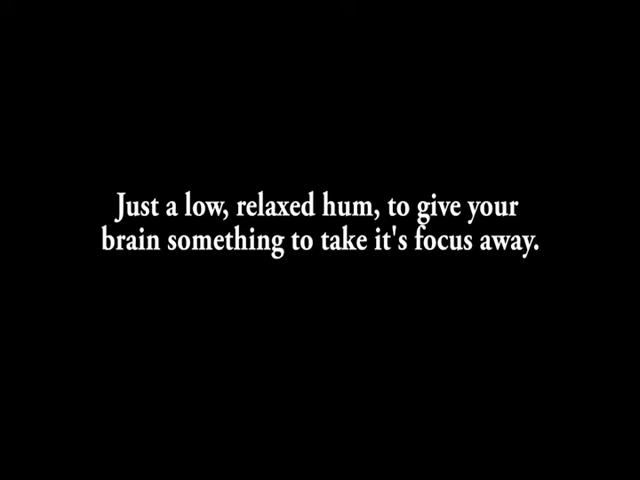 Just a low, relaxed hum, to give your
brain something to take it's focus away.